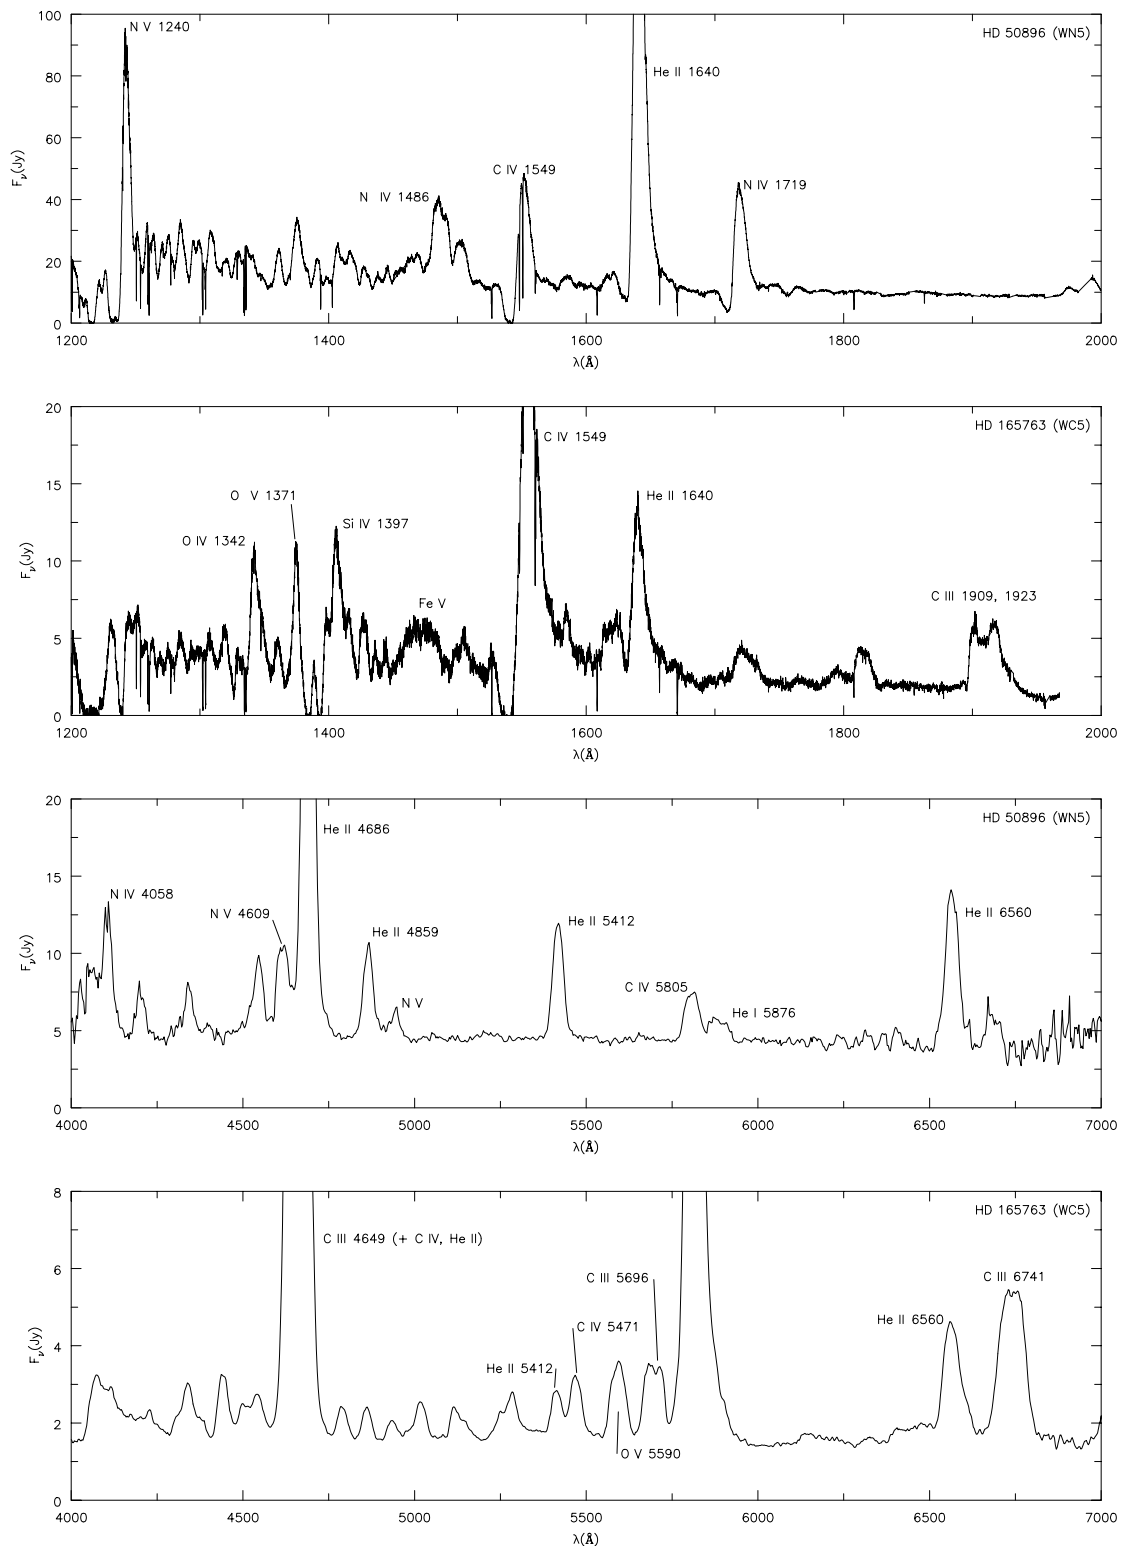 HD 50896 (WN5)
N V 1240
He II 1640
C IV 1549
N IV 1486
N IV 1719
Fν(Jy)
100
80
60
40
20
0
1200
1400
1600
1800
2000
λ(Å)
HD 165763 (WC5)
C IV 1549
O V 1371
He II 1640
Si IV 1397
O IV 1342
Fe V
C III 1909, 1923
Fν(Jy)
20
15
10
5
0
1200
1400
1600
1800
2000
λ(Å)
HD 50896 (WN5)
He II 4686
N IV 4058
N V 4609
He II 4859
N V
He II 5412
C IV 5805
He I 5876
He II 6560
Fν(Jy)
20
15
10
5
0
4000
4500
5000
5500
6000
6500
7000
λ(Å)
HD 165763 (WC5)
C III 4649 (+ C IV, He II)
C III 5696
C III 6741
C IV 5471
He II 6560
He II 5412
O V 5590
Fν(Jy)
8
6
4
2
0
4000
4500
5000
5500
6000
6500
7000
λ(Å)